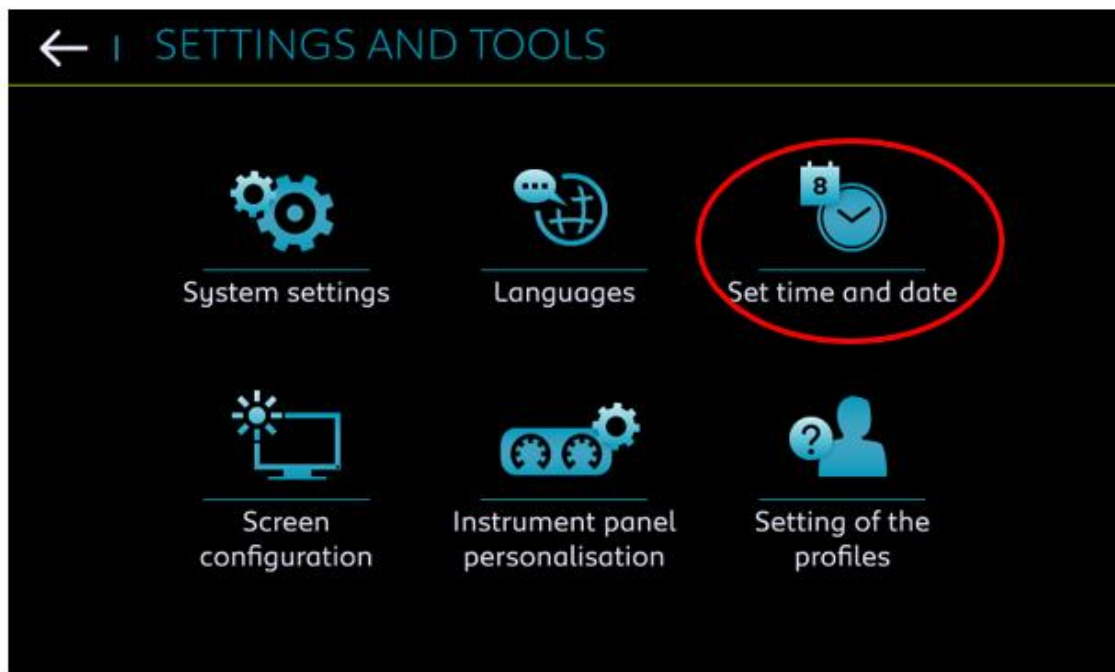 SETTINGS AND TOOLS
8
System settings
Languages
Set time and date
?
Screen
configuration
Instrument panel
personalisation
Setting of the
profiles